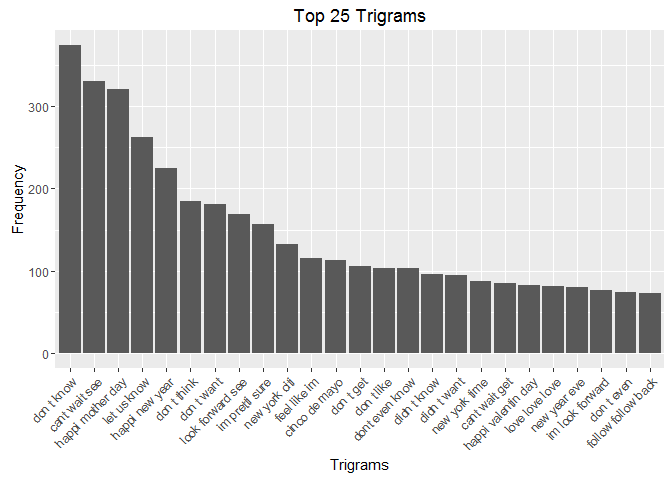 Top 25 Trigrams
300
200
100
0
Frequency
don t know
cant wait see
happi mother day
let us know
happi new year
don t think
don t want
look forward see
im pretti sure
new york citi
feel like im
cinco de mayo
don t get
don t like
dont even know
didn t know
didn t want
new york time
cant wait get
happi valentin day
love love love
new year eve
im look forward
don t even
follow follow back
Trigrams